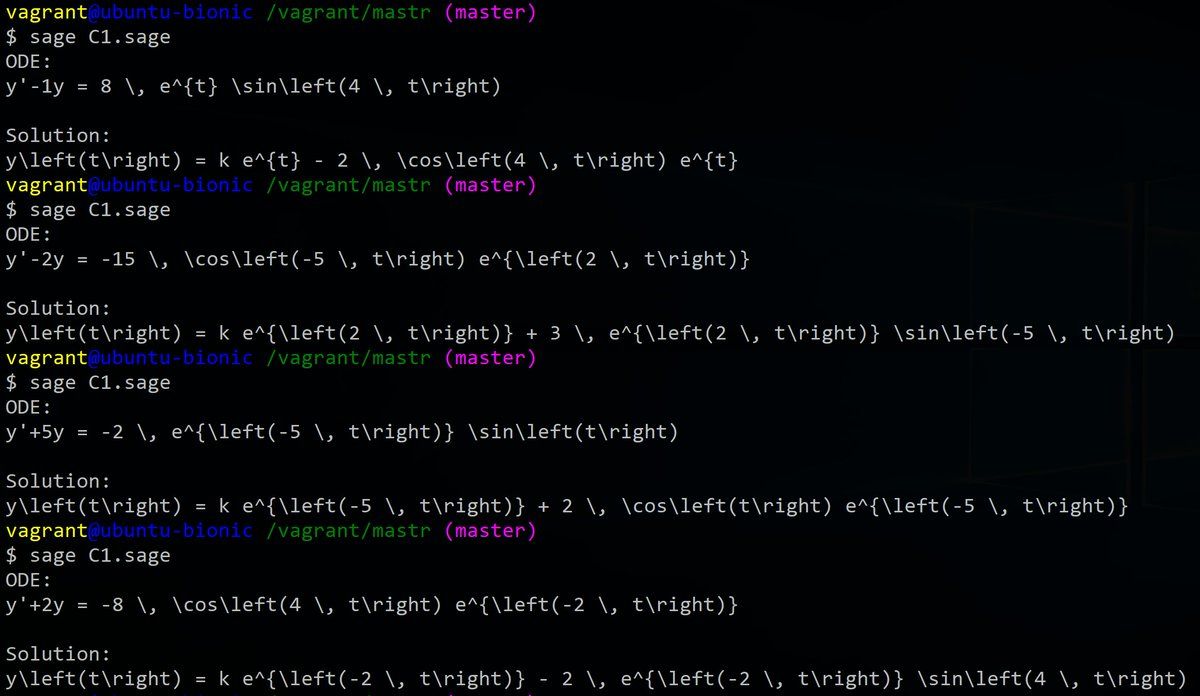 vagrant@ubuntu-bionic /vagrant/mastr (master)
$ sage C1.sage
ODE:
y'-1y = 8 \, e^{t} \sin\left(4 \, t\right)
Solution:
y\left(t\right) = k e^{t} - 2 \, \cos\left(4 \, t\right) e^{t}
vagrant@ubuntu-bionic /vagrant/mastr (master)
$ sage C1.sage
ODE:
y'-2y = -15 \, \cos\left(-5 \, t\right) e^{\left(2 \, t\right)}
Solution:
y\left(t\right) = k e^{\left(2 \, t\right)} + 3 \, e^{\left(2 \, t\right)} \sin\left(-5 \, t\right)
vagrant@ubuntu-bionic /vagrant/mastr (master)
$ sage C1.sage
ODE:
y'+5y = -2 \, e^{\left(-5 \, t\right)} \sin\left(t\right)
Solution:
y\left(t\right) = k e^{\left(-5 \, t\right)} + 2 \, \cos\left(t\right) e^{\left(-5 \, t\right)}
vagrant@ubuntu-bionic /vagrant/mastr (master)
$ sage C1.sage
ODE:
y'+2y = -8 \, \cos\left(4 \, t\right) e^{\left(-2 \, t\right)}
Solution:
y\left(t\right) = k e^{\left(-2 \, t\right)} - 2 \, e^{\left(-2 \, t\right)} \sin\left(4 \, t\right)